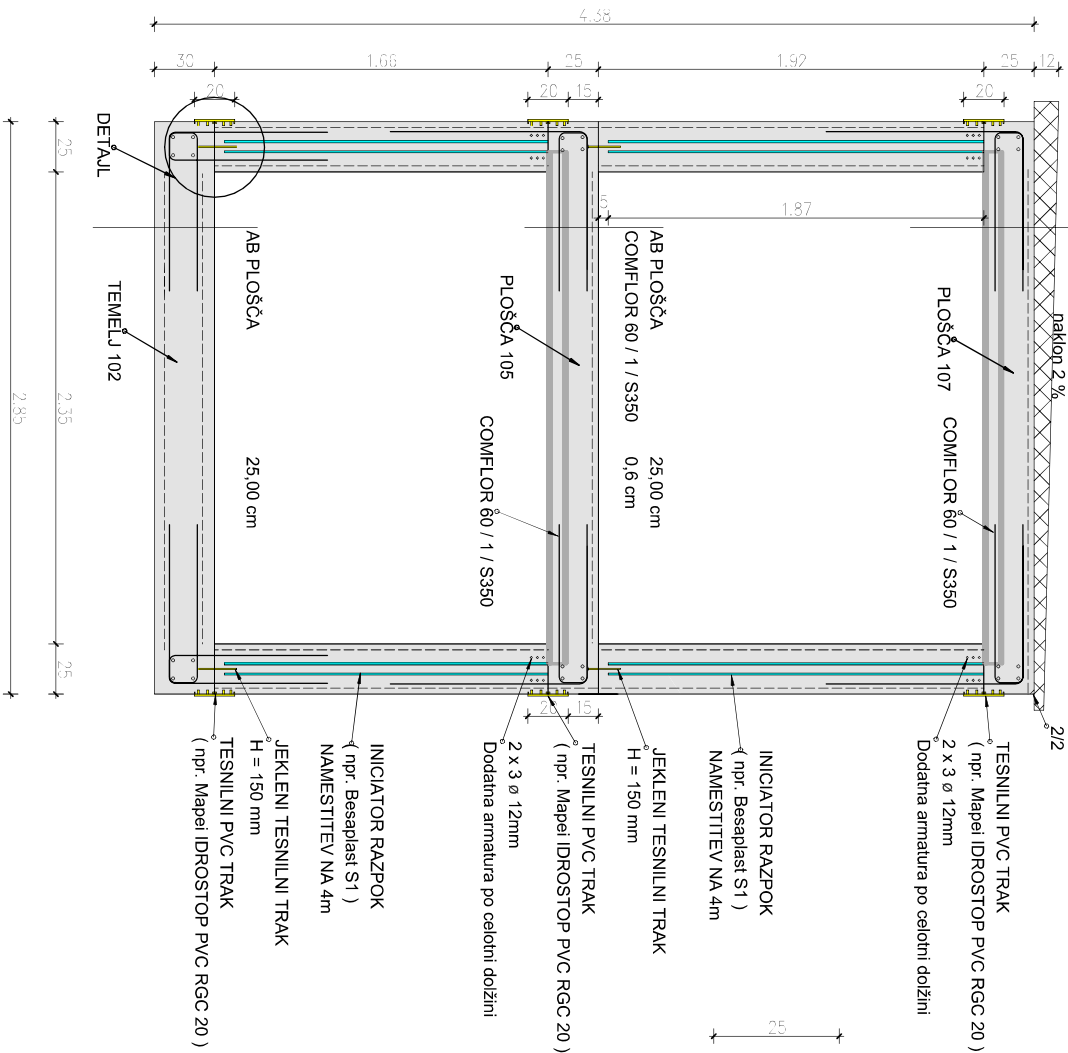 4.38
30
1.66
25
1.92
25
12
20
20
15
20
naklon 2 %
2/2
PLOŠČA 107
COMFLOR 60 / 1 / S350
TESNILNI PVC TRAK
( npr. Mapei IDROSTOP PVC RGC 20 )
2 x 3 ø 12mm
Dodatna armatura po celotni dolžini
5
1.87
INICIATOR RAZPOK
( npr. Besaplast S1 )
NAMESTITEV NA 4m
AB PLOŠČA 25,00 cm
COMFLOR 60 / 1 / S350 0,6 cm
JEKLENI TESNILNI TRAK
H = 150 mm
PLOŠČA 105
COMFLOR 60 / 1 / S350
20
15
TESNILNI PVC TRAK
( npr. Mapei IDROSTOP PVC RGC 20 )
2 x 3 ø 12mm
Dodatna armatura po celotni dolžini
INICIATOR RAZPOK
( npr. Besaplast S1 )
NAMESTITEV NA 4m
AB PLOŠČA 25,00 cm
JEKLENI TESNILNI TRAK
H = 150 mm
TESNILNI PVC TRAK
( npr. Mapei IDROSTOP PVC RGC 20 )
TEMELJ 102
DETAJL
25
2.35
25
2.85
25